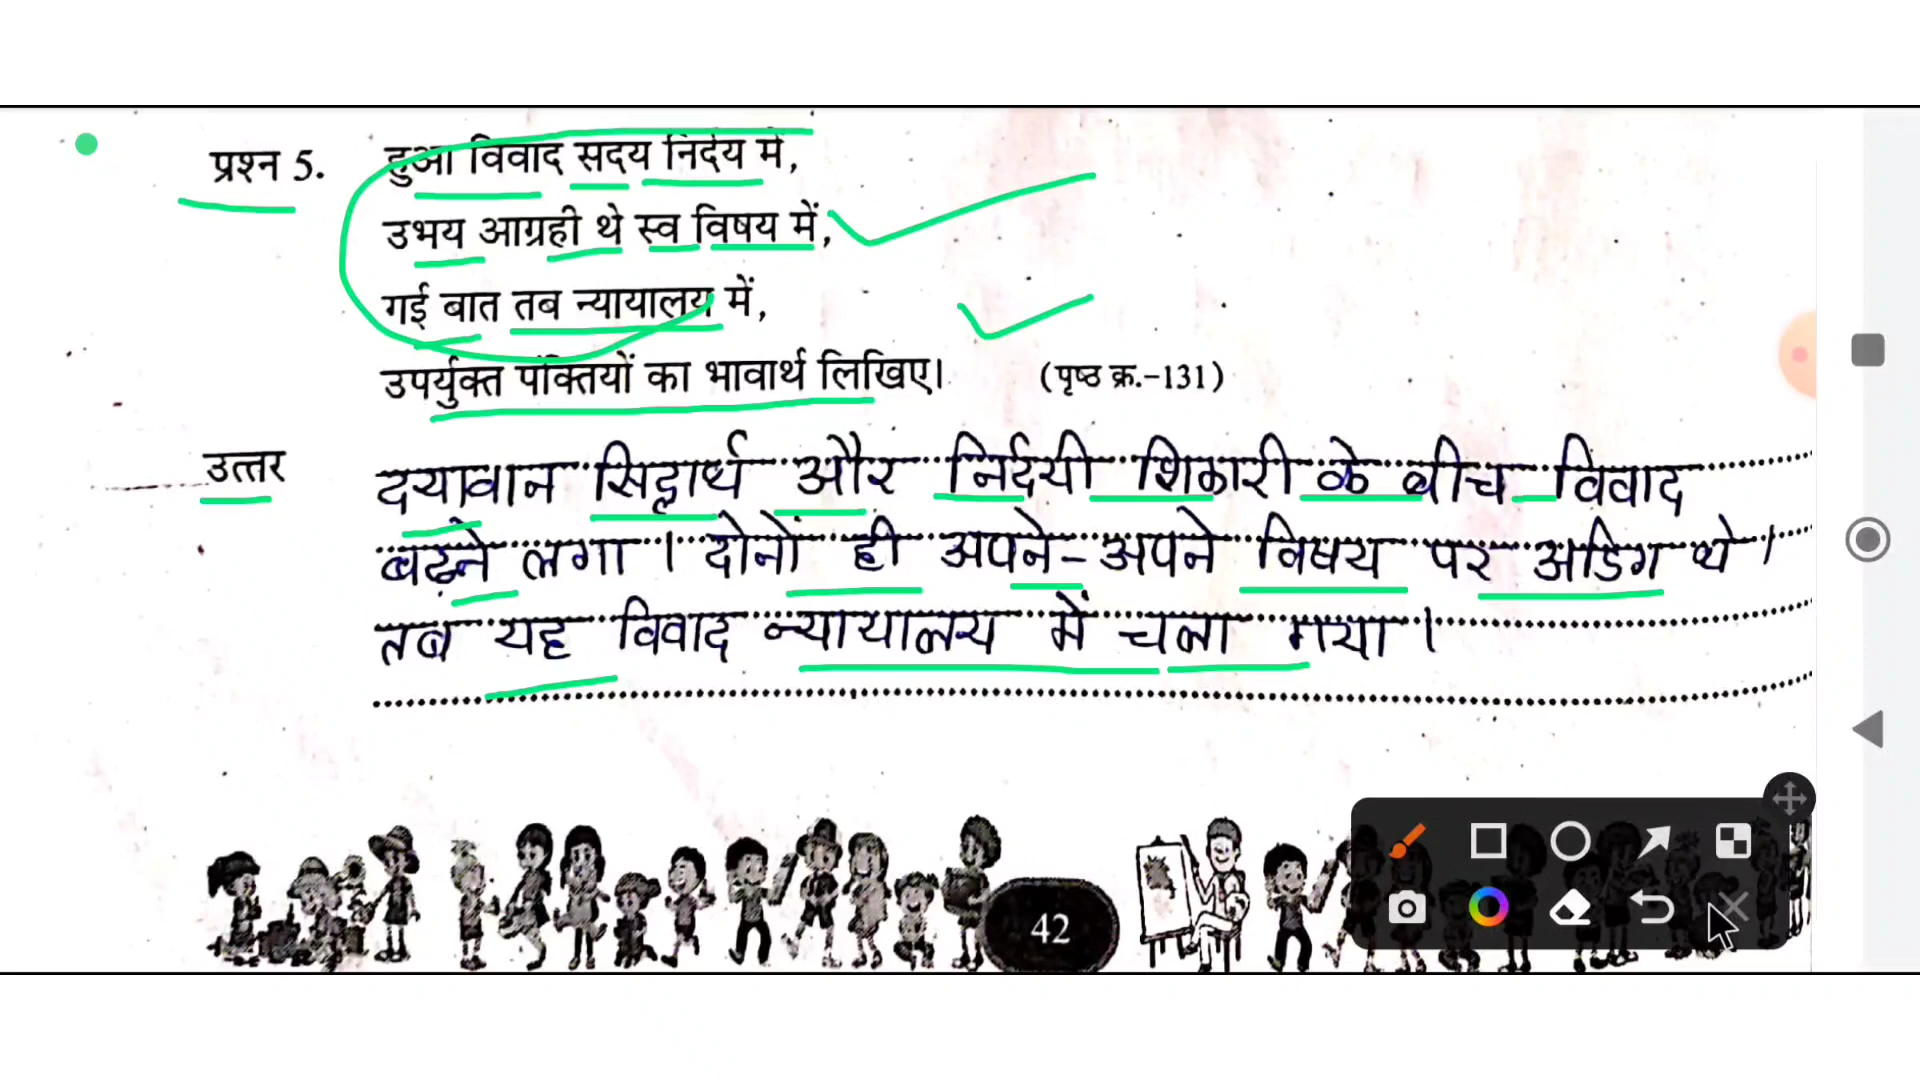 प्रश्न 5. हुआ विवाद सदय निर्दय में,
उभय आग्रही थे स्व विषय में,
गई बात तब न्यायालय में,
उपर्युक्त पंक्तियों का भावार्थ लिखिए। (पृष्ठ क्र.-131)
उत्तर दयावान सिद्धार्थ और निर्दयी शिकारी के बीच विवाद
बढ़ने लगा । दोनों ही अपने-अपने विषय पर अडिग थे ।
तब यह विवाद न्यायालय में चला गया ।
42